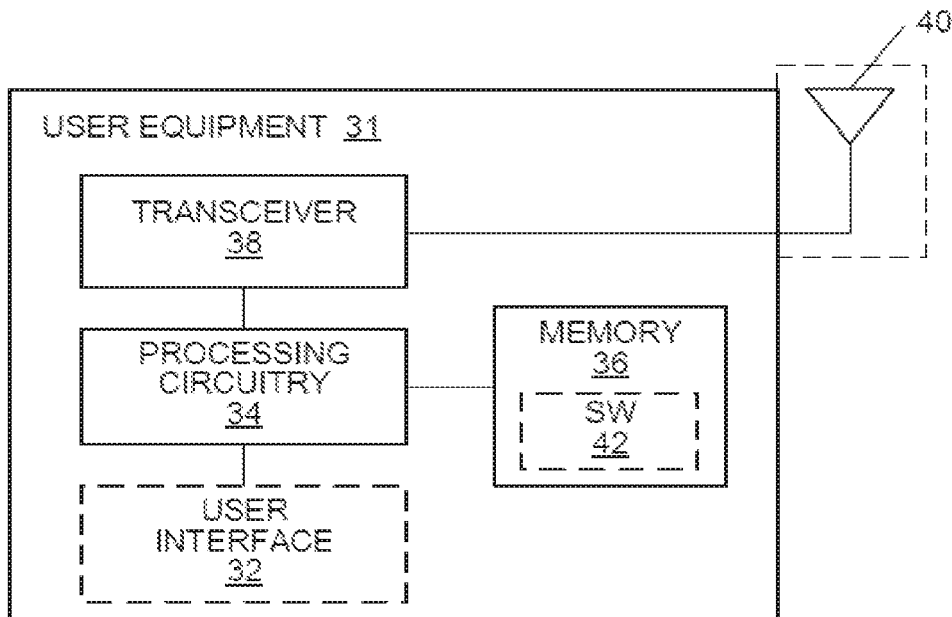 40
USER EQUIPMENT 31
TRANSCEIVER
38
PROCESSING
CIRCUITRY
34
MEMORY
36
SW
42
USER
INTERFACE
32